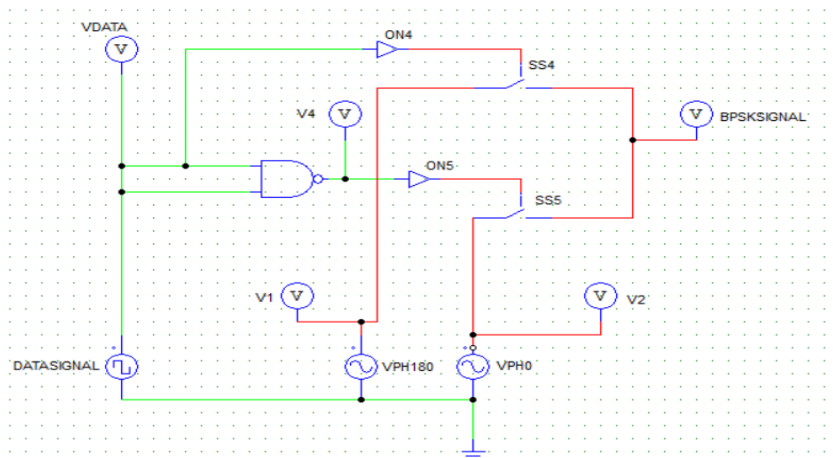 VDATA
V
ON4
SS4
V4
V
V
BPSKSIGNAL
ON5
SS5
V1
V
V
V2
DATASIGNAL
VPH180
VPH0